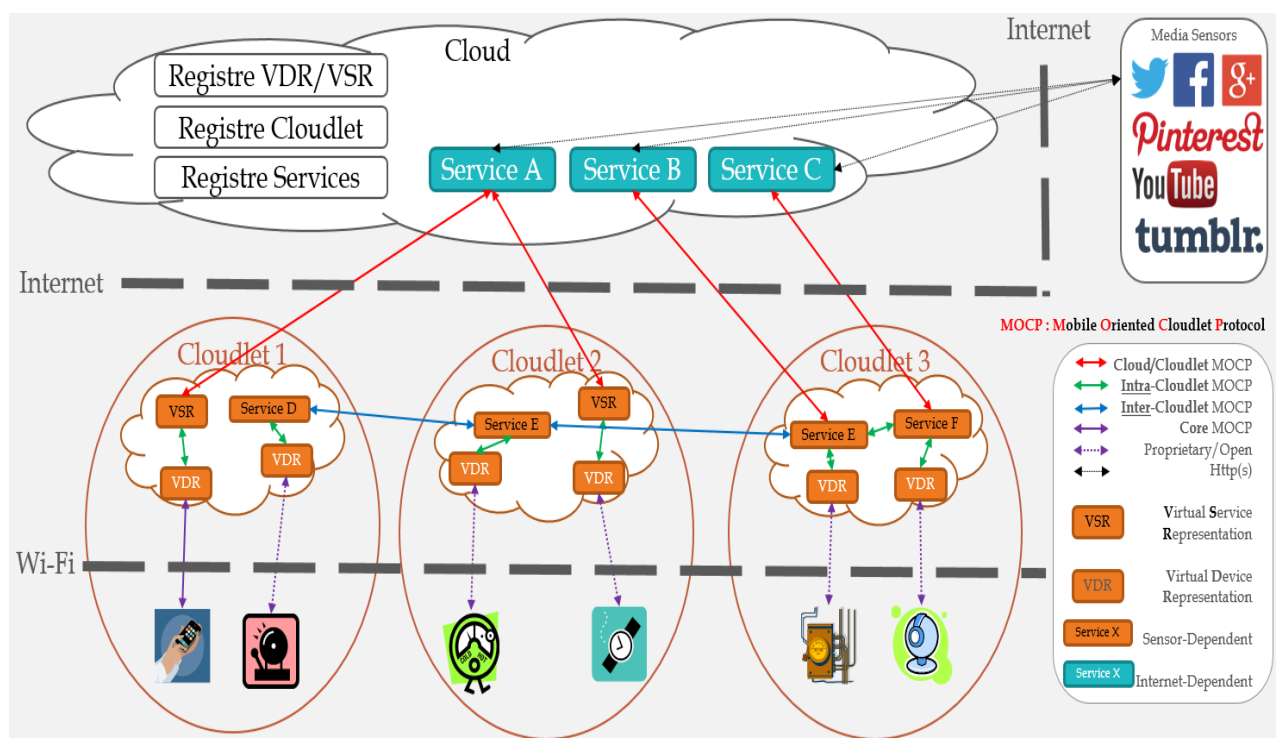 Cloud
Internet
Registre VDR/VSR
Registre Cloudlet
Registre Services
Service A
Service B
Service C
Media Sensors
g+
Pinterest
YouTube
tumblr.
Internet
MOCP : Mobile Oriented Cloudlet Protocol
Cloudlet 1
Cloudlet 2
Cloudlet 3
VSR
Service D
VDR
VDR
VSR
Service E
VDR
VDR
Service E
Service F
VDR
VDR
Wi-Fi
COLD HOT
Cloud/Cloudlet MOCP
Intra-Cloudlet MOCP
Inter-Cloudlet MOCP
Core MOCP
Proprietary/Open
Http(s)
VSR
Virtual Service
Representation
VDR
Virtual Device
Representation
Service X
Sensor-Dependent
Service X
Internet-Dependent